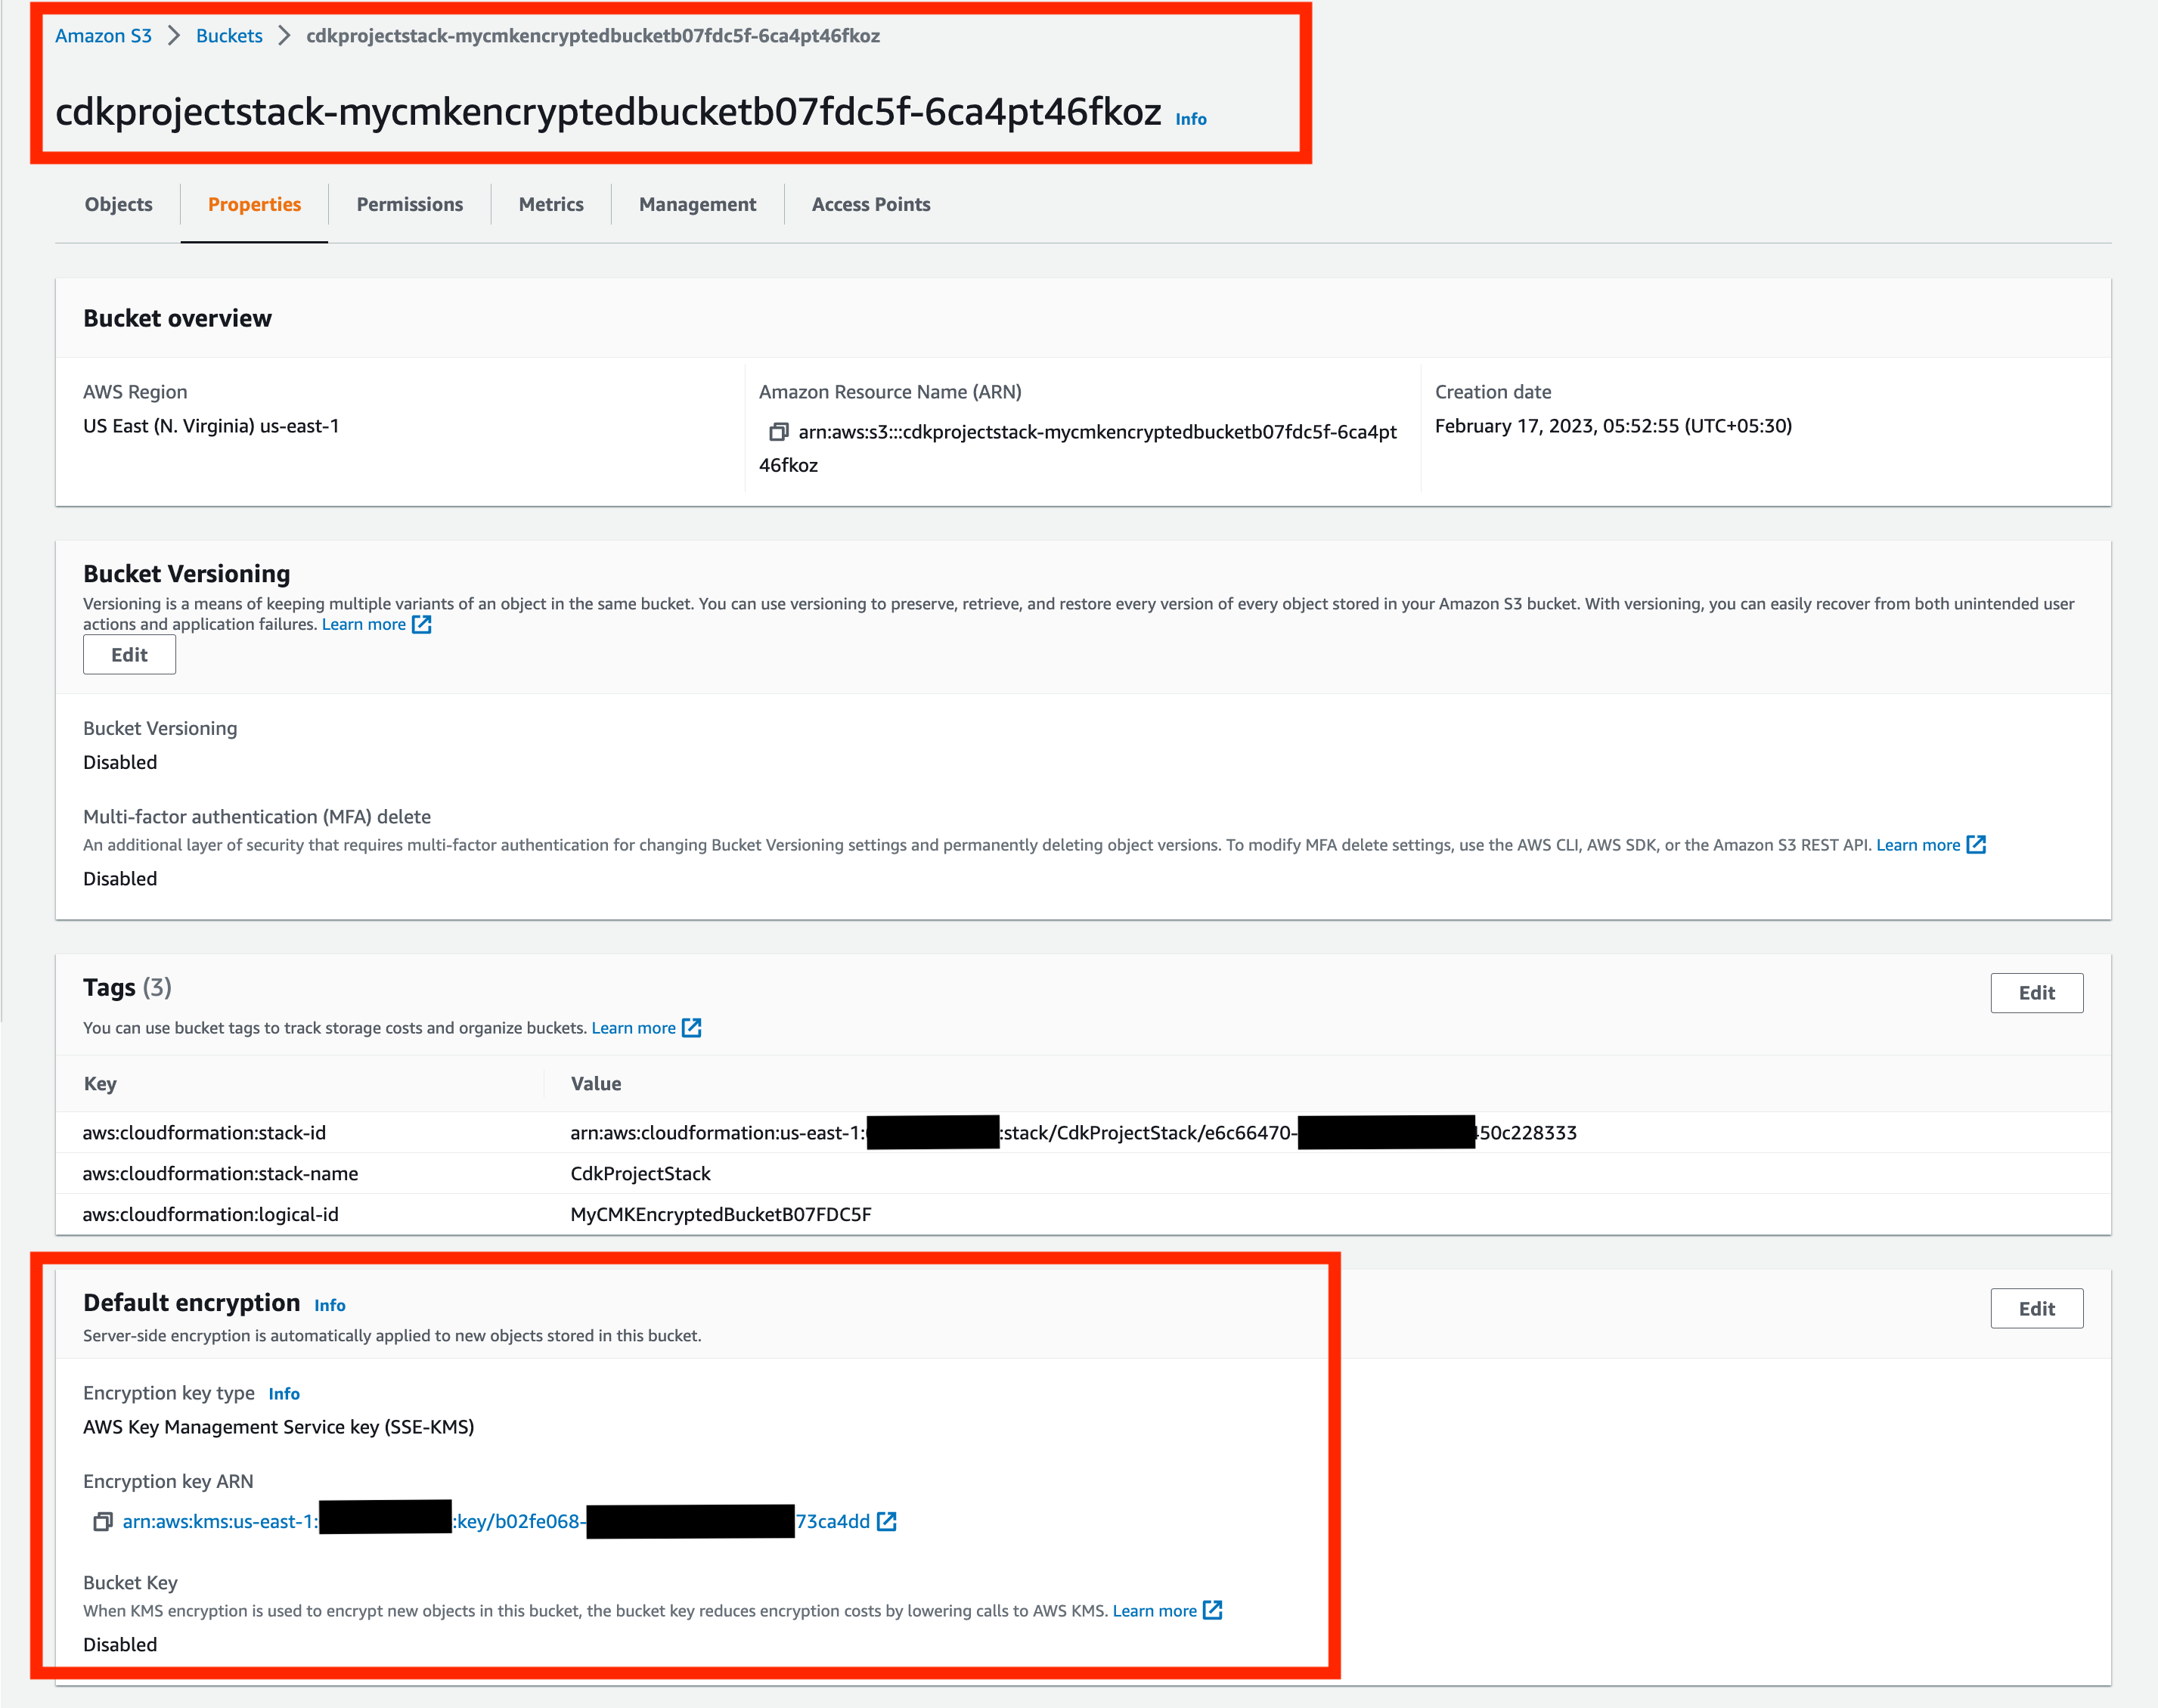 Amazon S3 > Buckets > cdkprojectstack-mycmkencryptedbucketb07fdc5f-6ca4pt46fkoz
cdkprojectstack-mycmkencryptedbucketb07fdc5f-6ca4pt46fkoz Info
Objects Properties Permissions Metrics Management Access Points
Bucket overview
AWS Region
US East (N. Virginia) us-east-1
Amazon Resource Name (ARN)
arn:aws:s3:::cdkprojectstack-mycmkencryptedbucketb07fdc5f-6ca4pt
46fkoz
Creation date
February 17, 2023, 05:52:55 (UTC+05:30)
Bucket Versioning
Versioning is a means of keeping multiple variants of an object in the same bucket. You can use versioning to preserve, retrieve, and restore every version of every object stored in your Amazon S3 bucket. With versioning, you can easily recover from both unintended user
actions and application failures. Learn more
Edit
Bucket Versioning
Disabled
Multi-factor authentication (MFA) delete
An additional layer of security that requires multi-factor authentication for changing Bucket Versioning settings and permanently deleting object versions. To modify MFA delete settings, use the AWS CLI, AWS SDK, or the Amazon S3 REST API. Learn more
Disabled
Tags (3)
Edit
You can use bucket tags to track storage costs and organize buckets. Learn more
Key Value
aws:cloudformation:stack-id arn:aws:cloudformation:us-east-1: :stack/CdkProjectStack/e6c66470- 450c228333
aws:cloudformation:stack-name CdkProjectStack
aws:cloudformation:logical-id MyCMKEncryptedBucketB07FDC5F
Default encryption Info
Edit
Server-side encryption is automatically applied to new objects stored in this bucket.
Encryption key type Info
AWS Key Management Service key (SSE-KMS)
Encryption key ARN
arn:aws:kms:us-east-1: :key/b02fe068- 73ca4dd
Bucket Key
When KMS encryption is used to encrypt new objects in this bucket, the bucket key reduces encryption costs by lowering calls to AWS KMS. Learn more
Disabled